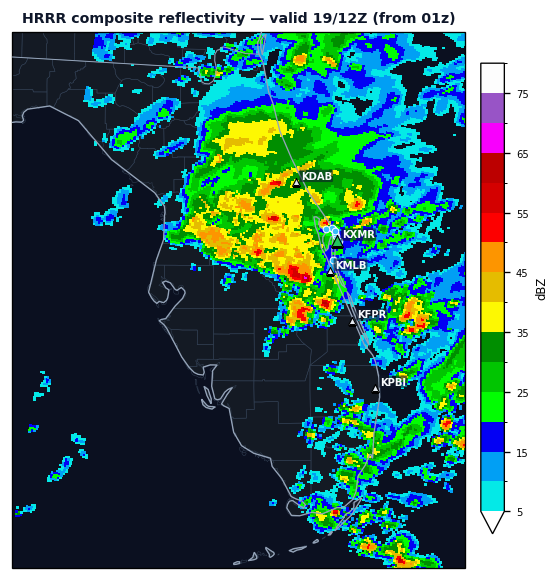 HRRR composite reflectivity — valid 19/12Z (from 01z)
KDAB
KXMR
KMLB
KFPR
KPBI
75
65
55
45
35
25
15
5
dBZ